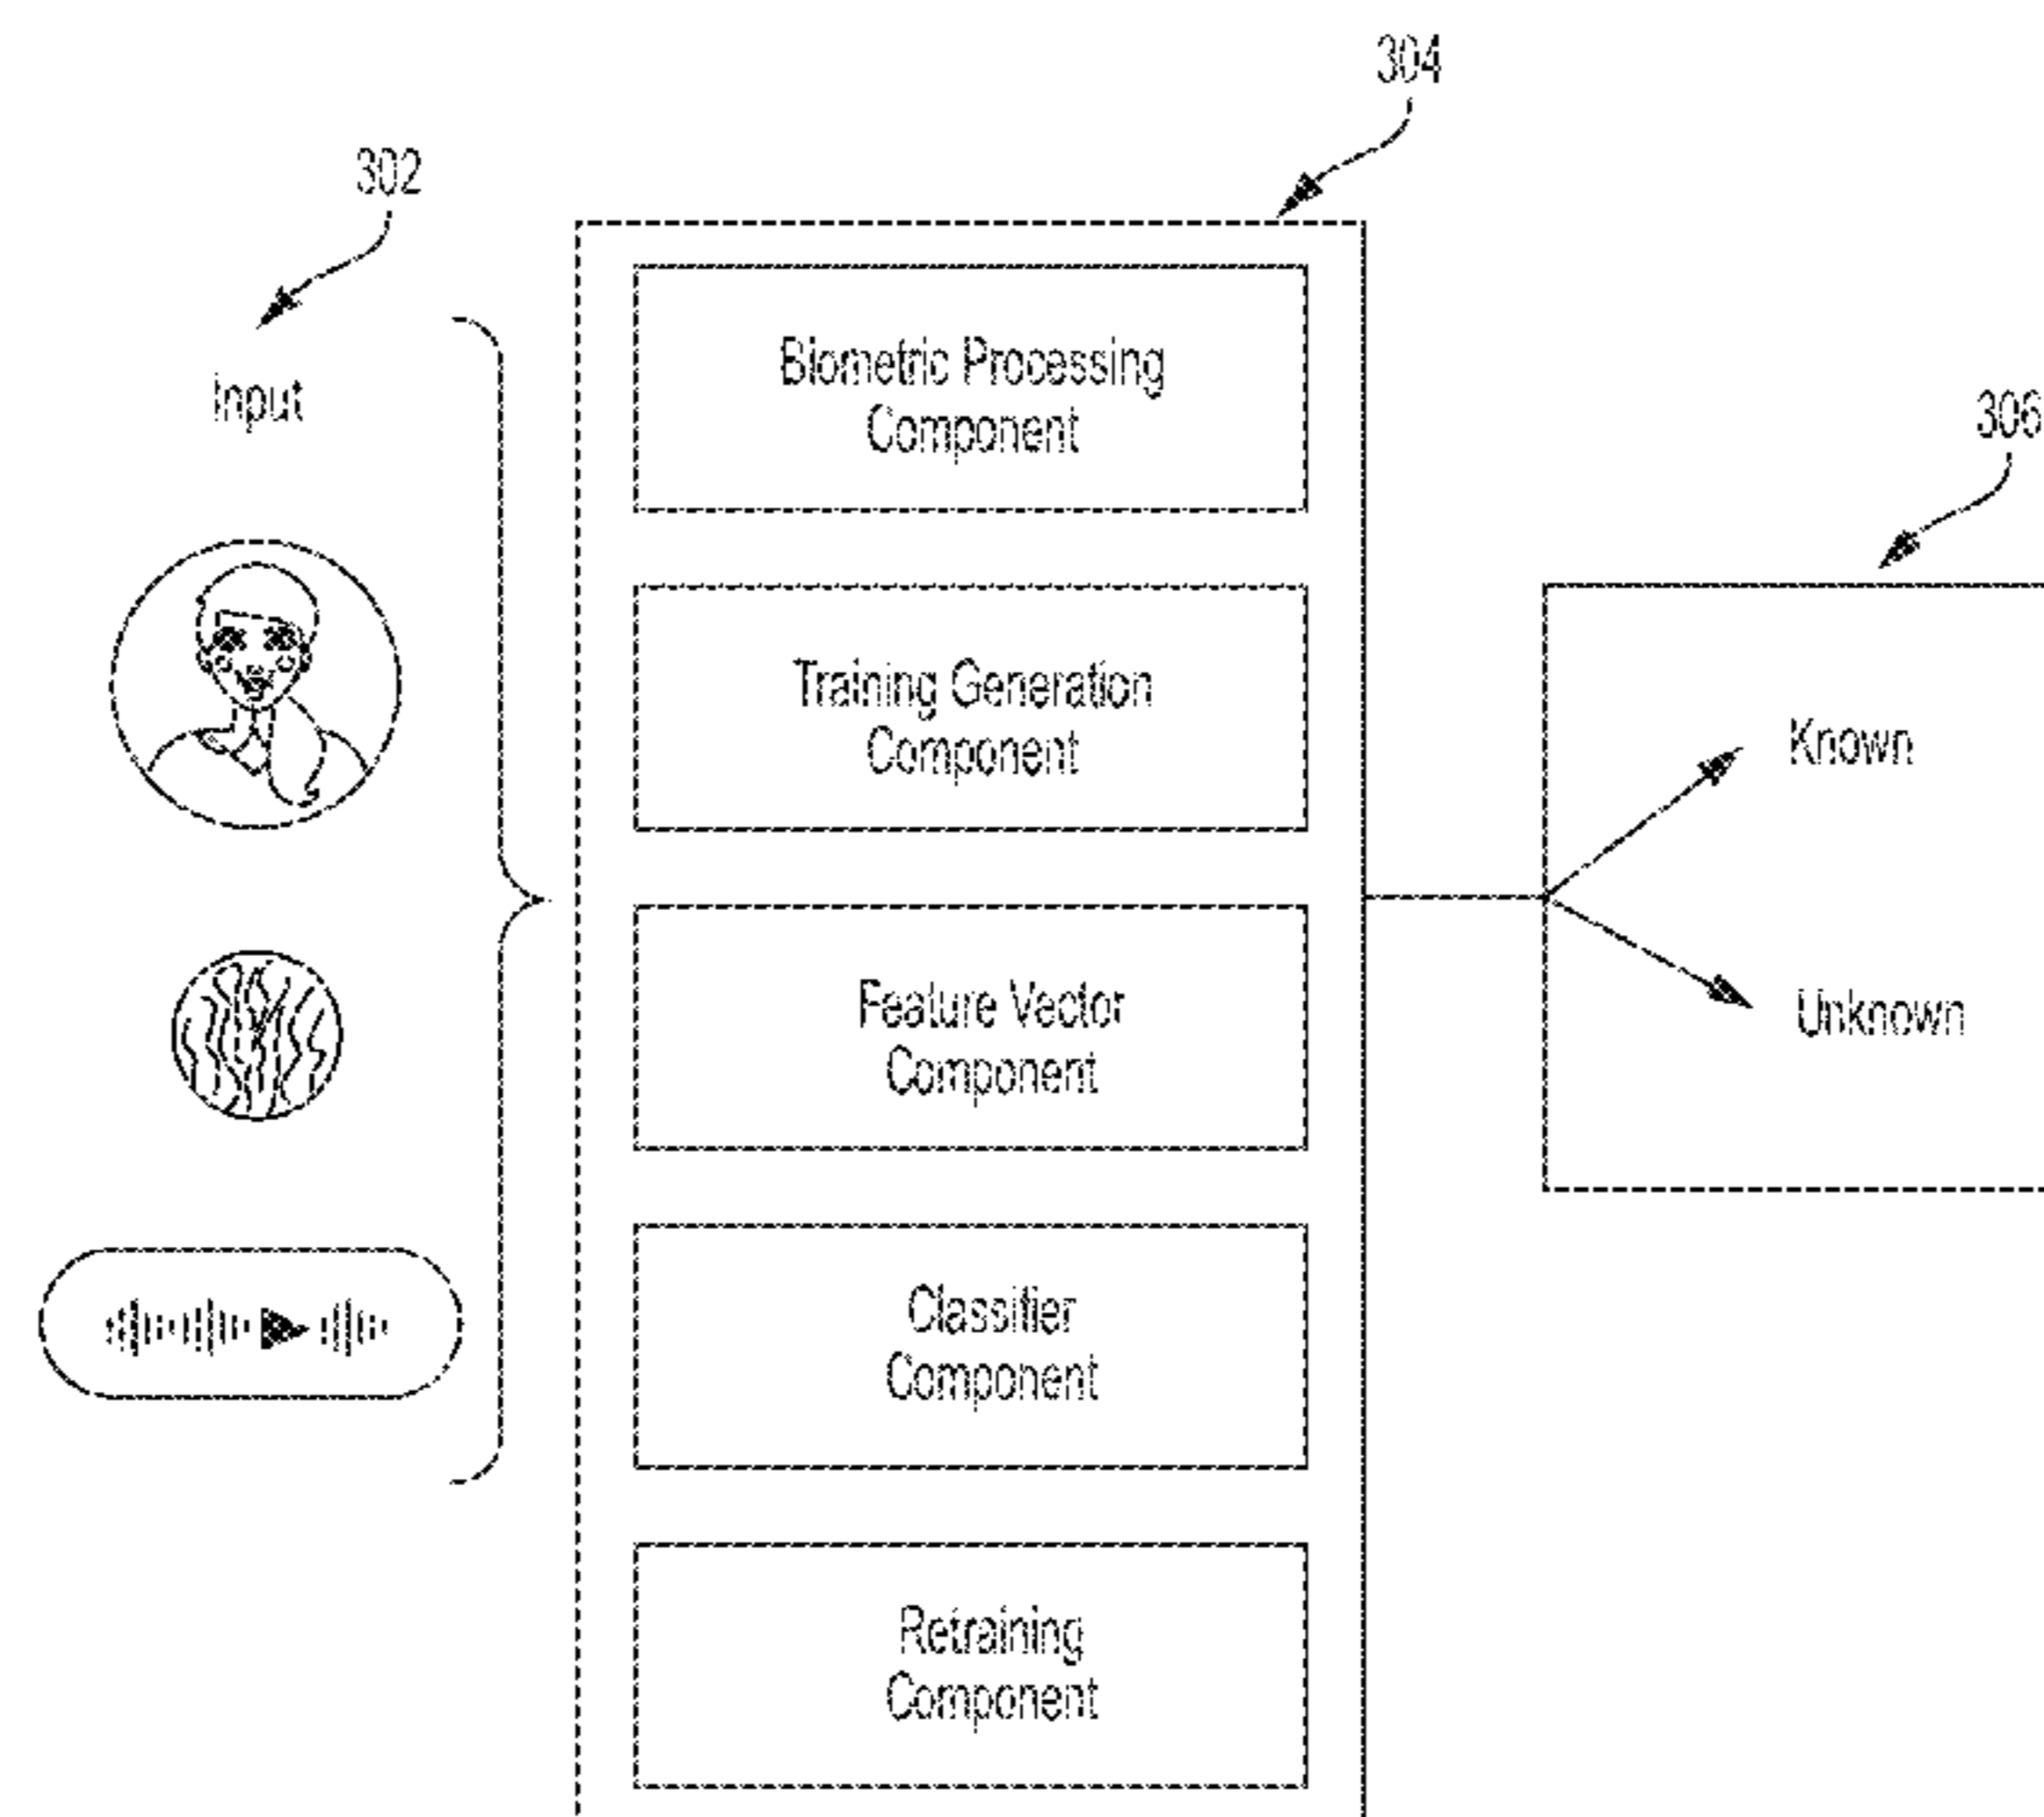 304
302
Input
Biometric Processing
Component
306
Training Generation
Component
Known
Feature Vector
Component
Unknown
Classifier
Component
Retraining
Component